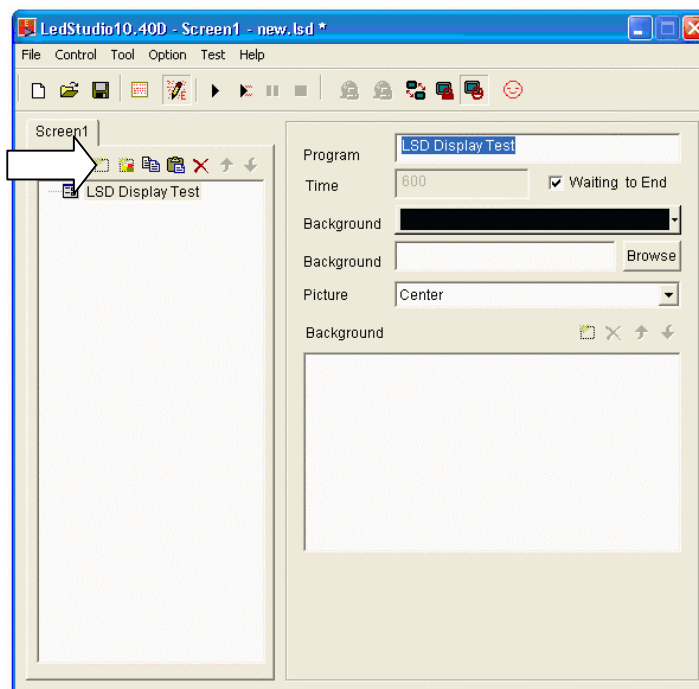 LedStudio10.40D - Screen1 - new.lsd *
File Control Tool Option Test Help
Screen1
LSD Display Test
Program LSD Display Test
Time 600 Waiting to End
Background
Background Browse
Picture Center
Background